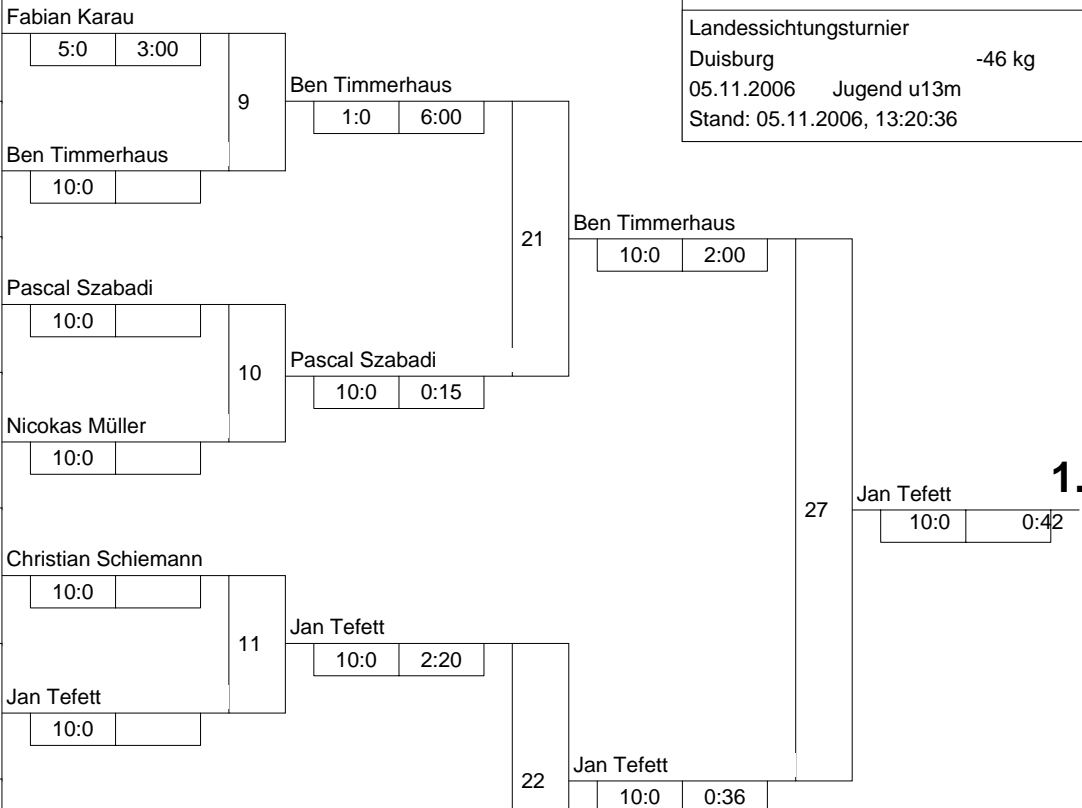 Fabian Karau
5:0 3:00
Landessichtungsturnier
Duisburg -46 kg
05.11.2006 Jugend u13m
Stand: 05.11.2006, 13:20:36
9
Ben Timmerhaus
1:0 6:00
Ben Timmerhaus
10:0
21
Ben Timmerhaus
10:0 2:00
Pascal Szabadi
10:0
10
Pascal Szabadi
10:0 0:15
Nicokas Müller
10:0
27
Jan Tefett 1.
10:0 0:42
Christian Schiemann
10:0
11
Jan Tefett
10:0 2:20
Jan Tefett
10:0
22
Jan Tefett
10:0 0:36